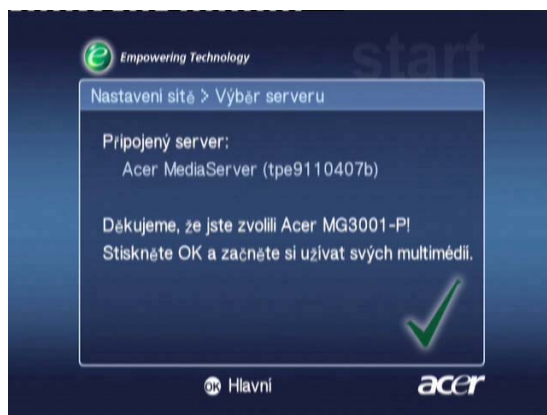 Empowering Technology
start
Nastavení sítě > Výběr serveru
Připojený server:
Acer MediaServer (tpe9110407b)
Děkujeme, že jste zvolili Acer MG3001-P!
Stiskněte OK a začněte si užívat svých multimédií.
OK Hlavní
acer